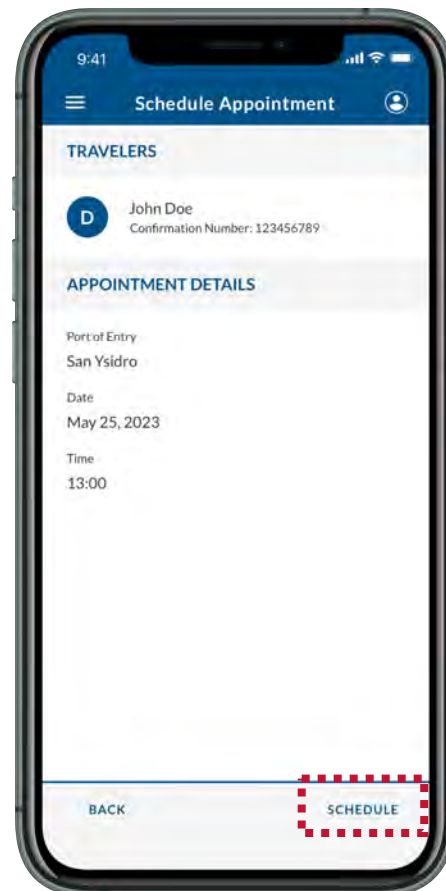 9:41
Schedule Appointment
TRAVELERS
D
John Doe
Confirmation Number: 123456789
APPOINTMENT DETAILS
Port of Entry
San Ysidro
Date
May 25, 2023
Time
13:00
BACK SCHEDULE